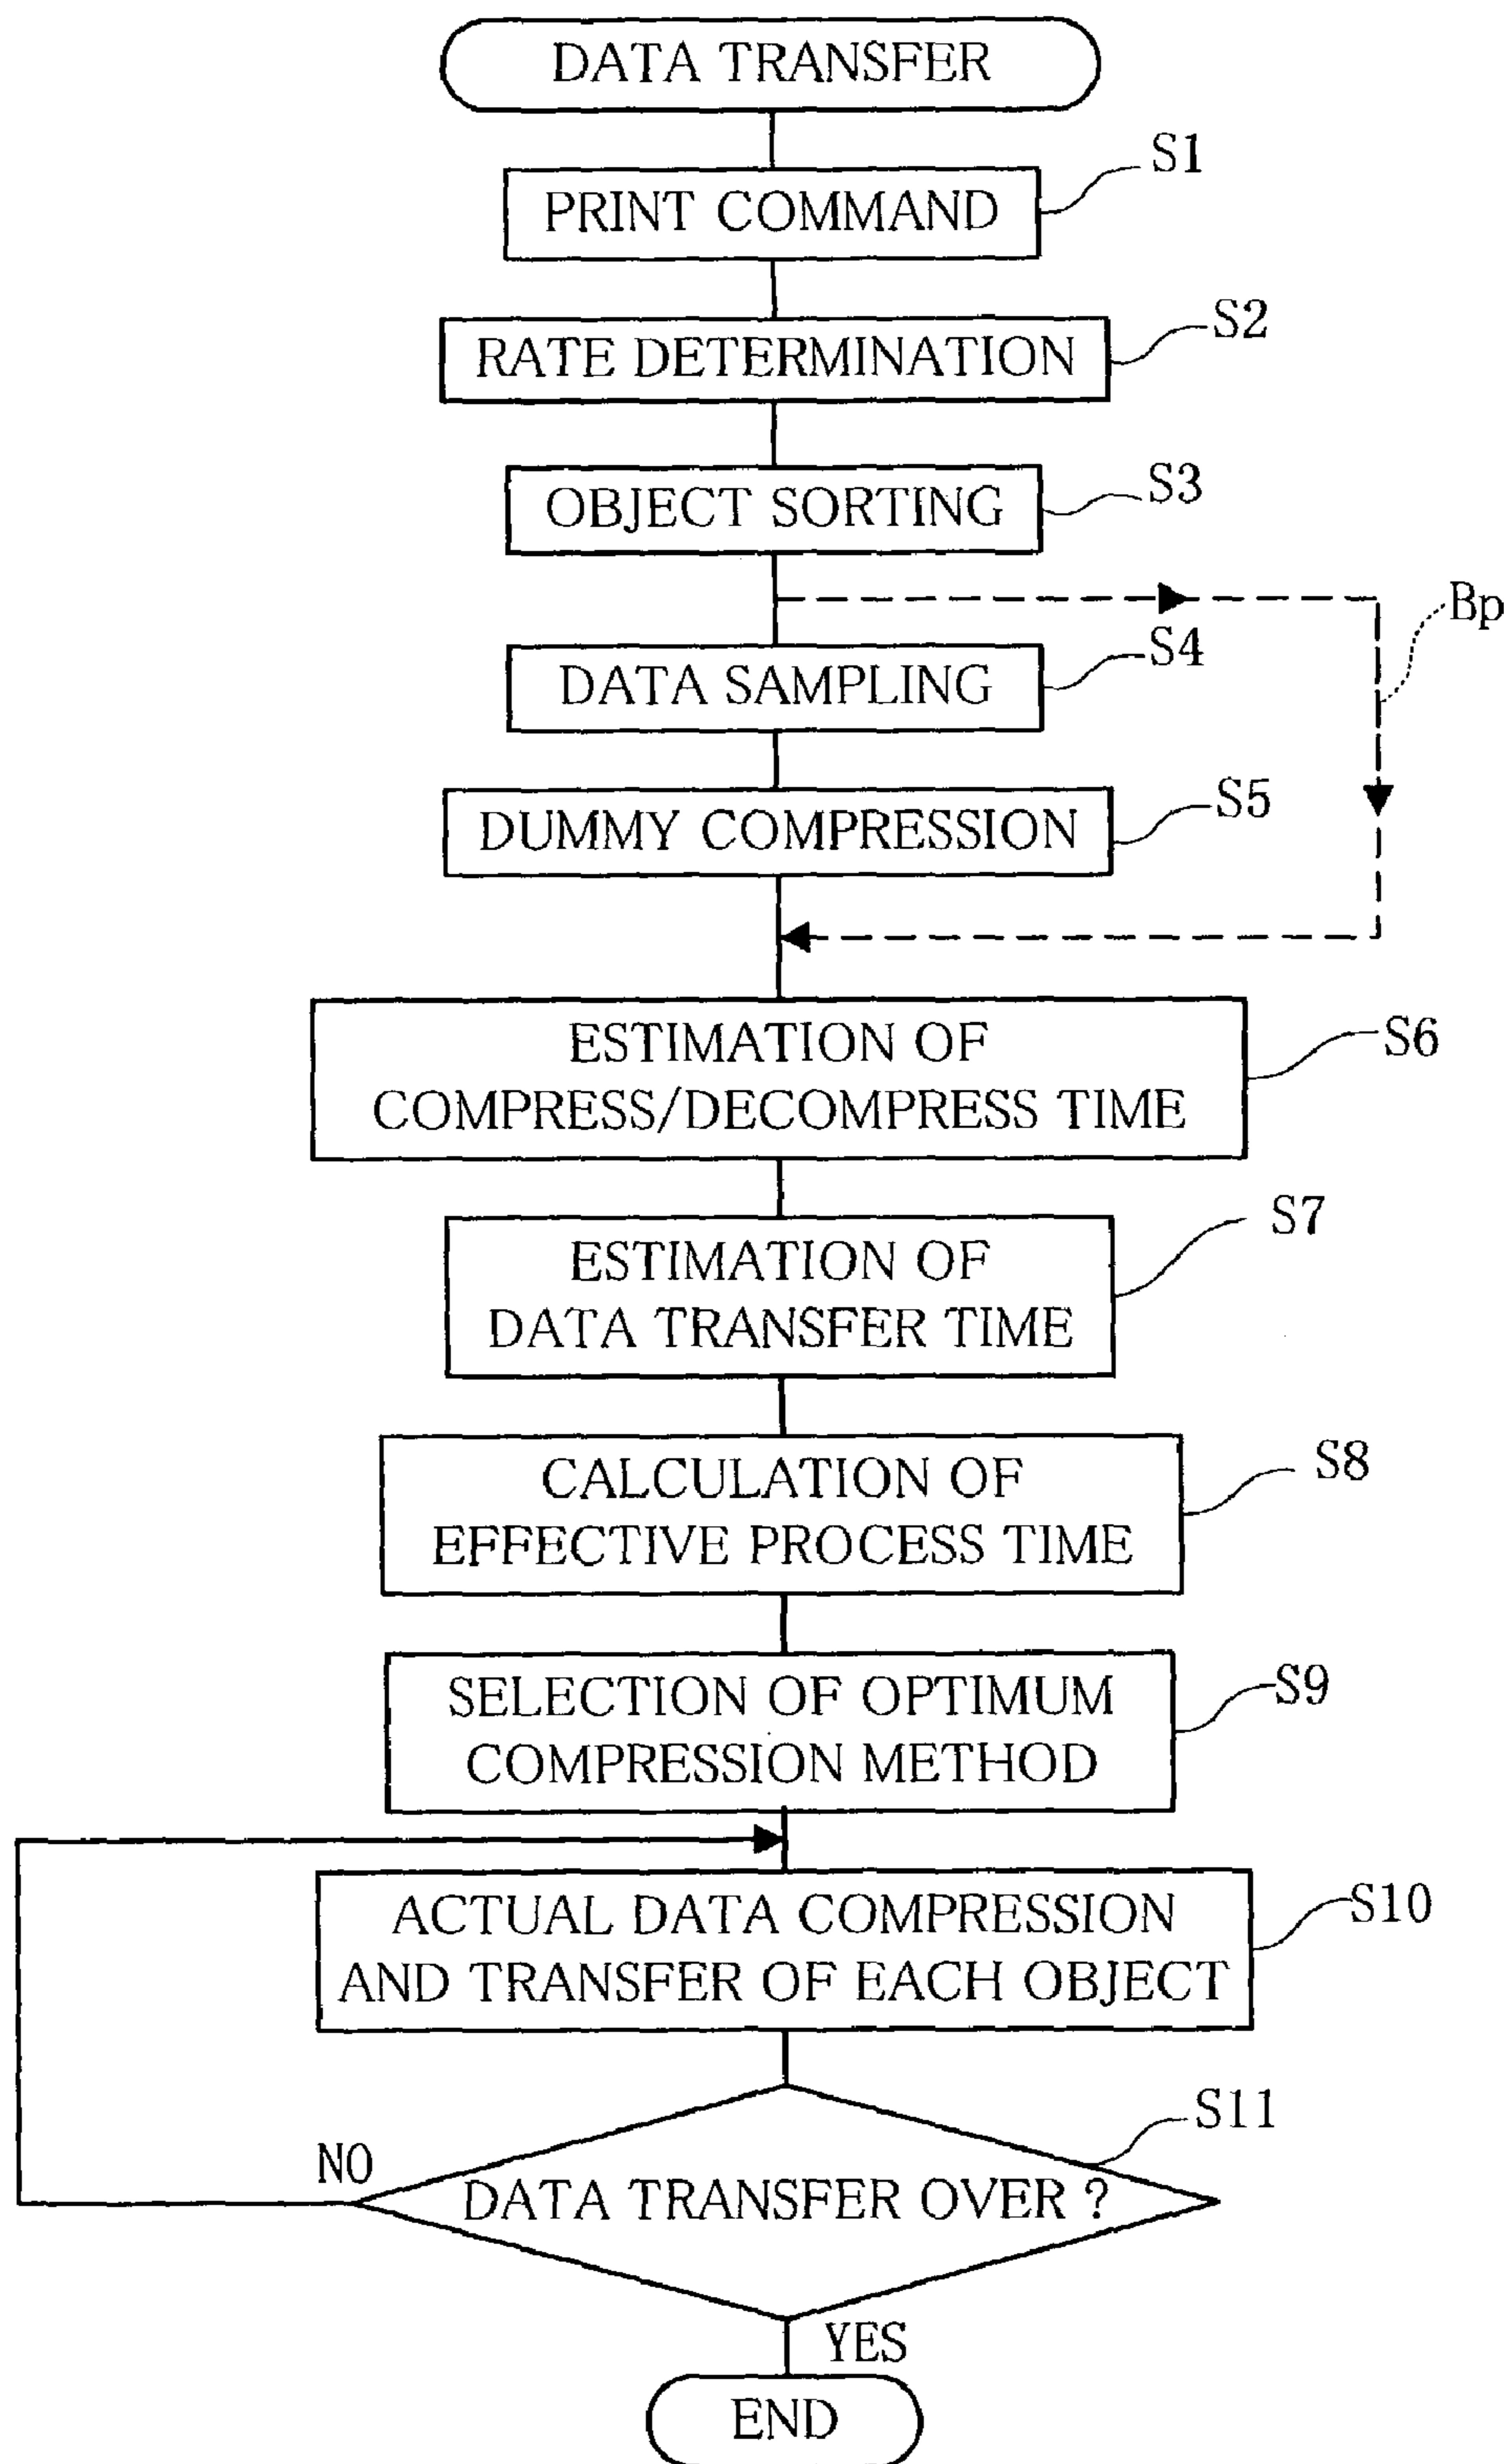 DATA TRANSFER
S1
PRINT COMMAND
S2
RATE DETERMINATION
S3
OBJECT SORTING
Bp
S4
DATA SAMPLING
S5
DUMMY COMPRESSION
S6
ESTIMATION OF
COMPRESS/DECOMPRESS TIME
S7
ESTIMATION OF
DATA TRANSFER TIME
S8
CALCULATION OF
EFFECTIVE PROCESS TIME
S9
SELECTION OF OPTIMUM
COMPRESSION METHOD
S10
ACTUAL DATA COMPRESSION
AND TRANSFER OF EACH OBJECT
S11
NO
DATA TRANSFER OVER ?
YES
END